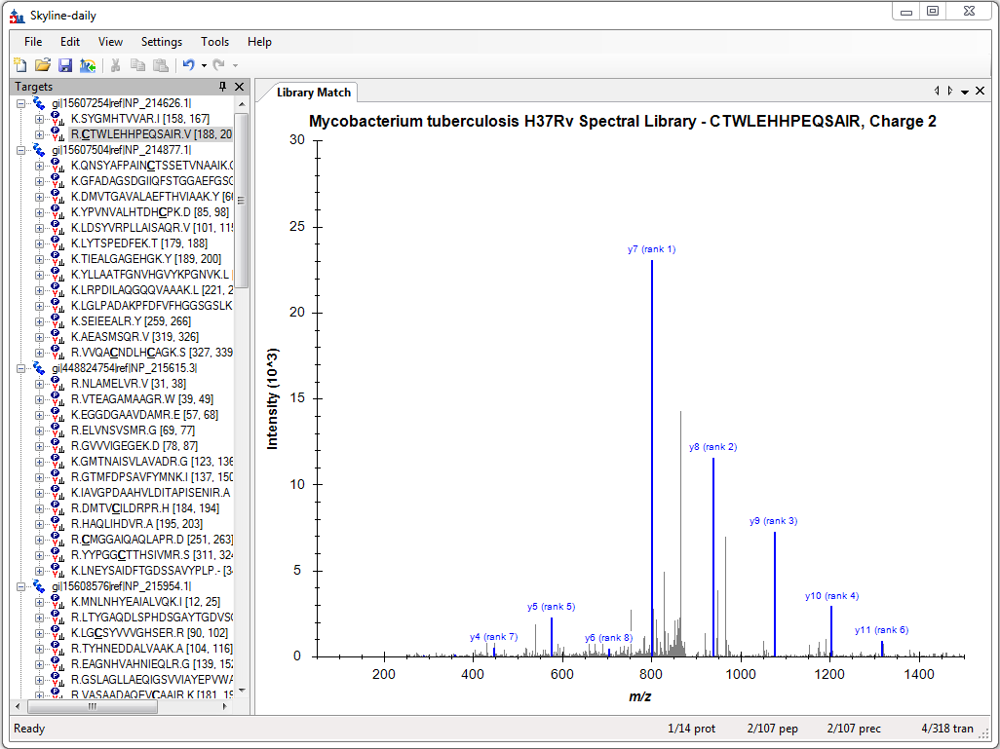 Skyline-daily
File Edit View Settings Tools Help
Targets
gi|15607254|ref|NP_214626.1|
K.SYGMHTVVAR.I [158, 167]
R.CTWLEHHPEQSAIR.V [188, 20
gi|15607504|ref|NP_214877.1|
K.QNSYAFPAINCTSSETVNAAIK.
K.GFADAGSDGIIQFSTGGAEFGSG
K.DMVTGAVALAEFTHVIAAK.Y [6
K.YPVNVALHTDHCPK.D [85, 98]
K.LDSYVRPLLAISAQR.V [101, 115
K.LYTSPEDFEK.T [179, 188]
K.TIEALGAGEHGK.Y [189, 200]
K.YLLAATFGNVHGVYKPGNVK.L
K.LRPDILAQGQQVAAAK.L [221, 2
K.LGLPADAKPFDFVFHGGSGSLK
K.SEIEEALR.Y [259, 266]
K.AEASMSQR.V [319, 326]
R.VVQACNDLHCAGK.S [327, 339
gi|448824754|ref|NP_215615.3|
R.NLAMELVR.V [31, 38]
R.VTEAGAMAAGR.W [39, 49]
K.EGGDGAAVDAMR.E [57, 68]
R.ELVNSVSMR.G [69, 77]
R.GVVVIGEGEK.D [78, 87]
K.GMTNAISVLAVADR.G [123, 136
R.GTMFDPSAVFYMNK.I [137, 150
K.IAVGPDAAHVLDITAPISENIR.A
R.DMTVCILDRPR.H [184, 194]
R.HAQLIHDVR.A [195, 203]
R.CMGGAIQAQLAPR.D [251, 263]
R.YYPGGCTTHSIVMR.S [311, 324
K.LNEYSAIDFTGDSSAVYPLP.- [3
gi|15608576|ref|NP_215954.1|
K.MNLNHYEAIALVQK.I [12, 25]
R.LTYGAQDLSPHDSGAYTGDVS
K.LGCSYVVVGHSER.R [90, 102]
R.TYHNEDDALVAAK.A [104, 116]
R.EAGNHVAHNIEQLR.G [139, 152
R.GSLAGLLAEQIGSVVIAYEPVWA
R.VASAADAQEVCAAIR.K [181, 19
Library Match
Mycobacterium tuberculosis H37Rv Spectral Library - CTWLEHHPEQSAIR, Charge 2
30
25
20
15
10
5
0
Intensity (10^3)
y7 (rank 1)
y8 (rank 2)
y9 (rank 3)
y10 (rank 4)
y5 (rank 5)
y11 (rank 6)
y4 (rank 7)
y6 (rank 8)
200 400 600 800 1000 1200 1400
m/z
Ready 1/14 prot 2/107 pep 2/107 prec 4/318 tran